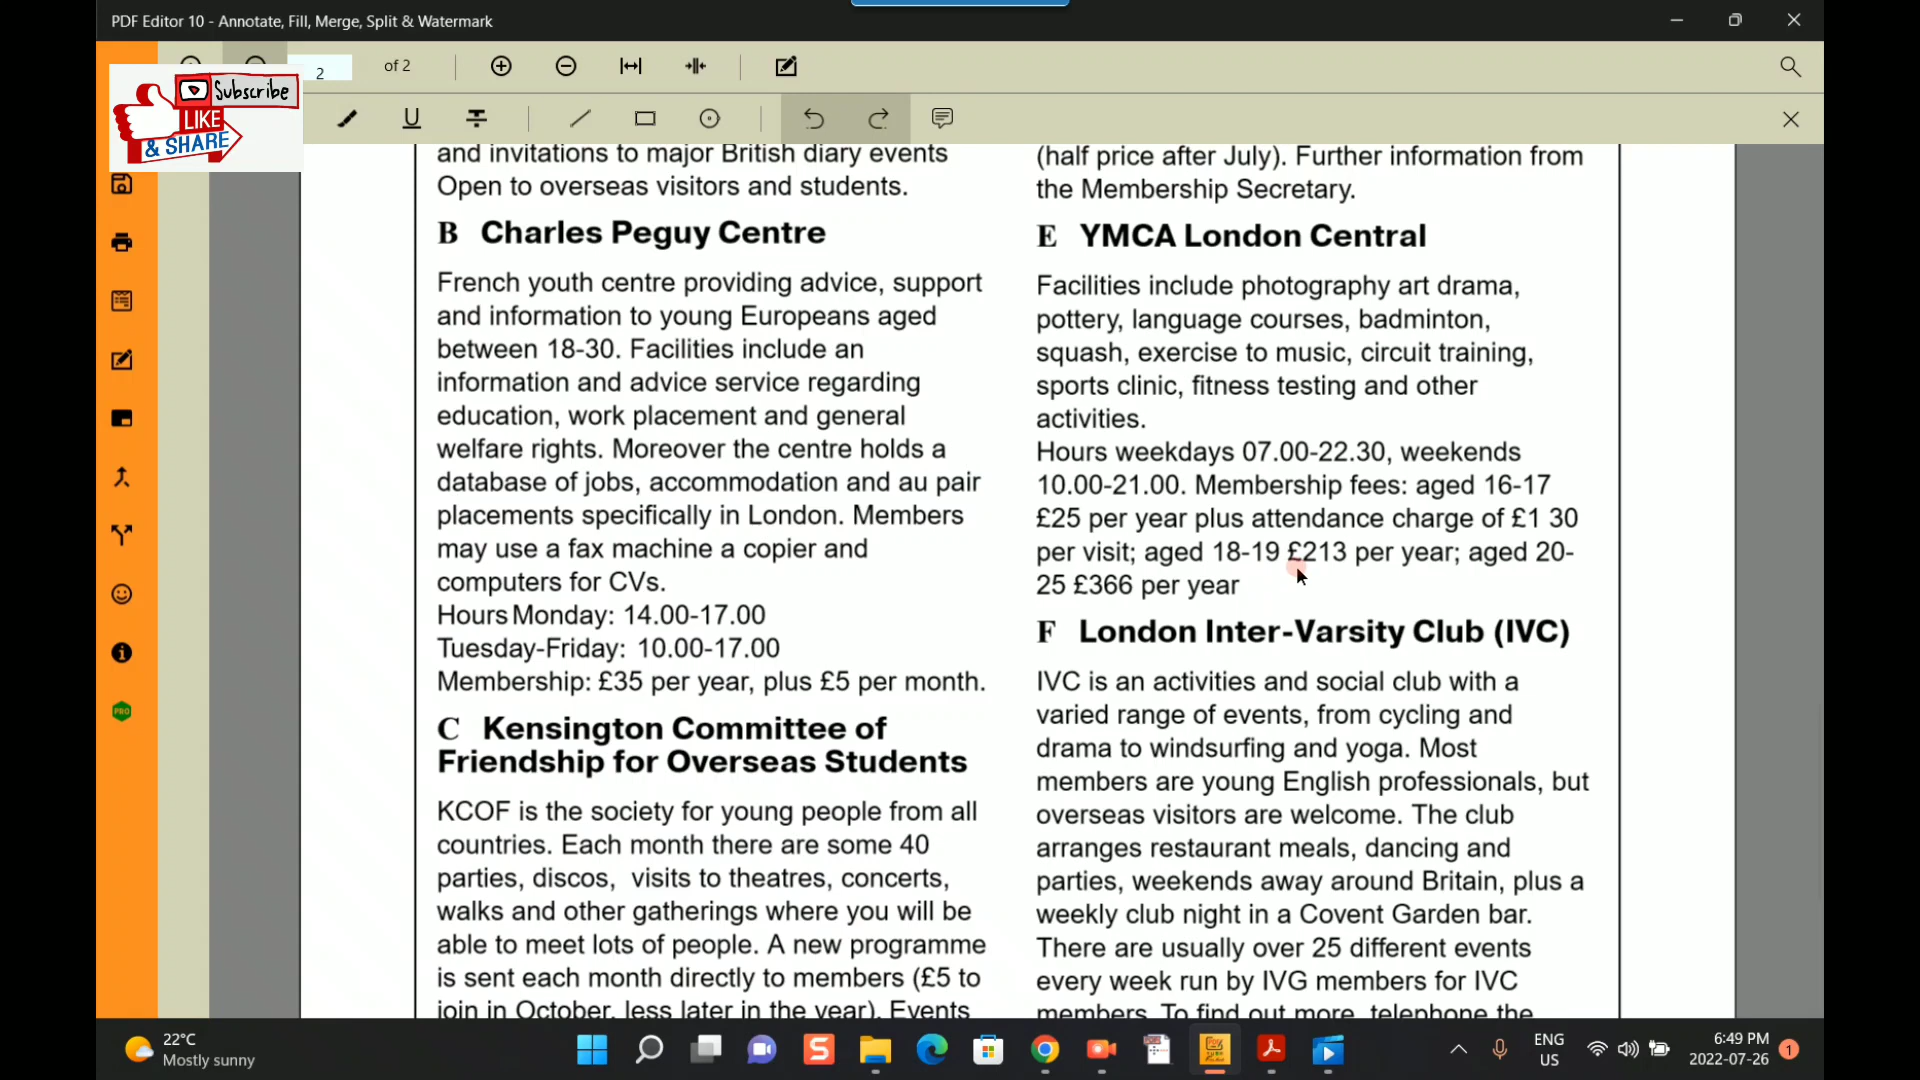 PDF Editor 10 - Annotate, Fill, Merge, Split & Watermark
2
of 2
Subscribe
LIKE
& SHARE
and invitations to major British diary events
Open to overseas visitors and students.
B Charles Peguy Centre
French youth centre providing advice, support
and information to young Europeans aged
between 18-30. Facilities include an
information and advice service regarding
education, work placement and general
welfare rights. Moreover the centre holds a
database of jobs, accommodation and au pair
placements specifically in London. Members
may use a fax machine a copier and
computers for CVs.
Hours Monday: 14.00-17.00
Tuesday-Friday: 10.00-17.00
Membership: £35 per year, plus £5 per month.
C Kensington Committee of
Friendship for Overseas Students
KCOF is the society for young people from all
countries. Each month there are some 40
parties, discos, visits to theatres, concerts,
walks and other gatherings where you will be
able to meet lots of people. A new programme
is sent each month directly to members (£5 to
join in October, less later in the year). Events
(half price after July). Further information from
the Membership Secretary.
E YMCA London Central
Facilities include photography art drama,
pottery, language courses, badminton,
squash, exercise to music, circuit training,
sports clinic, fitness testing and other
activities.
Hours weekdays 07.00-22.30, weekends
10.00-21.00. Membership fees: aged 16-17
£25 per year plus attendance charge of £1 30
per visit; aged 18-19 £213 per year; aged 20-
25 £366 per year
F London Inter-Varsity Club (IVC)
IVC is an activities and social club with a
varied range of events, from cycling and
drama to windsurfing and yoga. Most
members are young English professionals, but
overseas visitors are welcome. The club
arranges restaurant meals, dancing and
parties, weekends away around Britain, plus a
weekly club night in a Covent Garden bar.
There are usually over 25 different events
every week run by IVG members for IVC
members. To find out more, telephone the
PRO
22°C
Mostly sunny
ENG
US
6:49 PM
2022-07-26
1